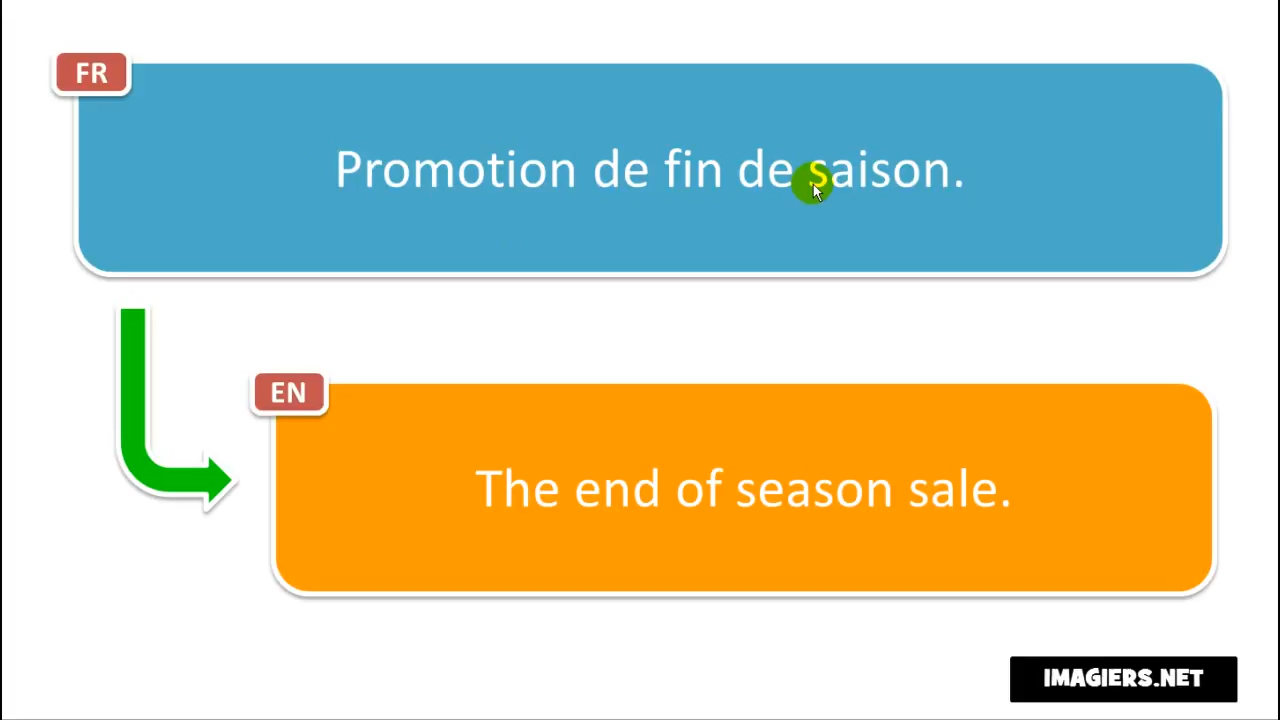 FR
Promotion de fin de saison.
EN
The end of season sale.
IMAGIERS.NET